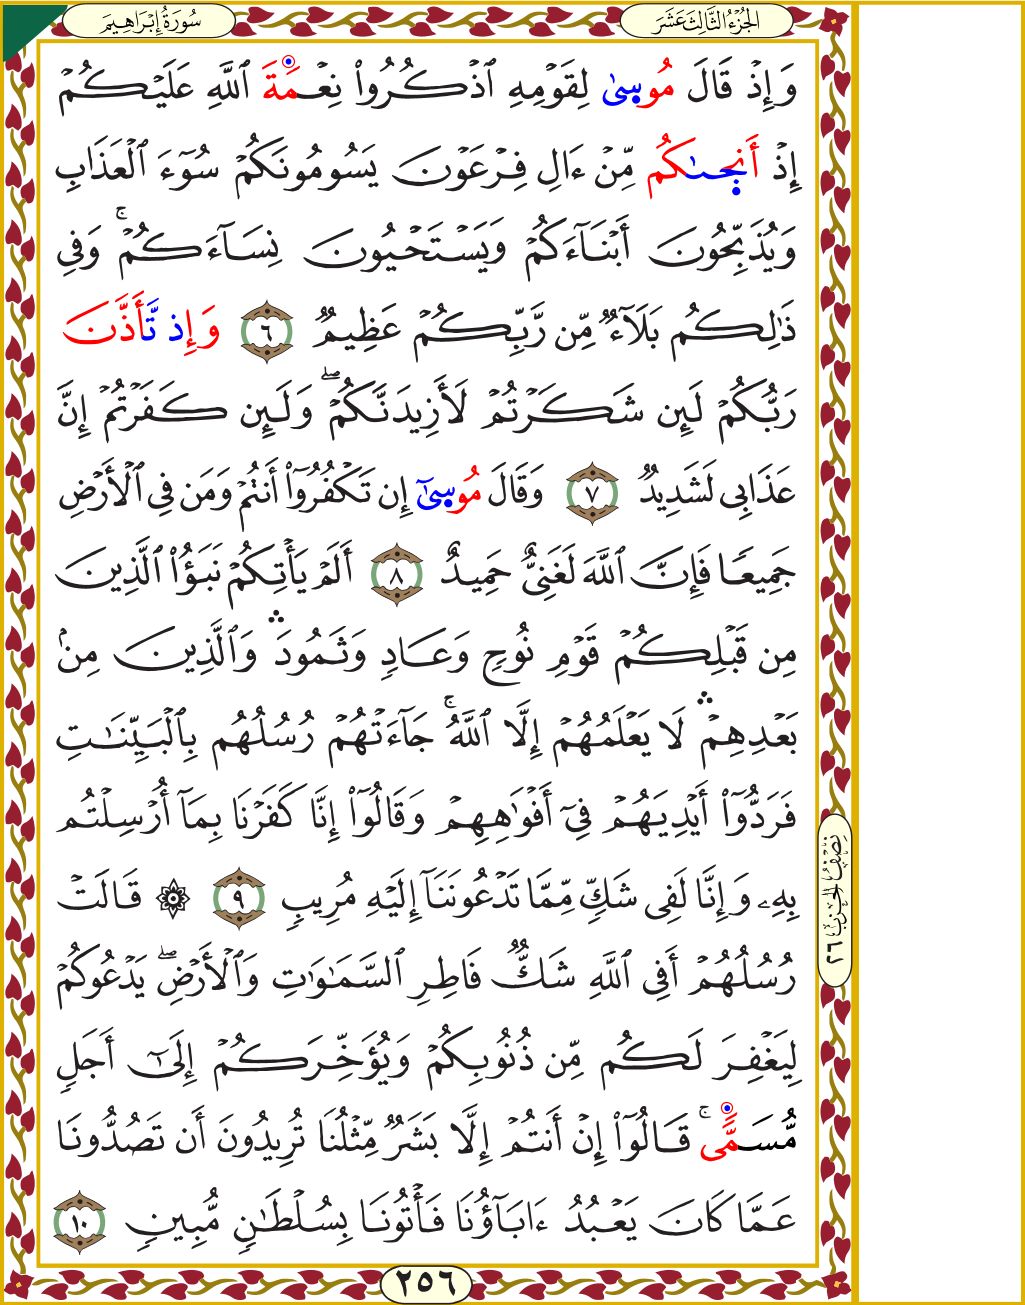 سُورَةُ إِبْرَاهِيمَ
الجُزْءُ الثَّالِثَ عَشَرَ
وَإِذْ قَالَ مُوسٜىٰ لِقَوْمِهِ ٱذْكُرُوا۟ نِعْمَةَ ٱللَّهِ عَلَيْكُمْ
إِذْ أَنجٜىٰكُم مِّنْ ءَالِ فِرْعَوْنَ يَسُومُونَكُمْ سُوٓءَ ٱلْعَذَابِ
وَيُذَبِّحُونَ أَبْنَآءَكُمْ وَيَسْتَحْيُونَ نِسَآءَكُمْ ۚ وَفِى
ذَٰلِكُم بَلَآءٌ مِّن رَّبِّكُمْ عَظِيمٌ ٦ وَإِذ تَّأَذَّنَ
رَبُّكُمْ لَئِن شَكَرْتُمْ لَأَزِيدَنَّكُمْ ۖ وَلَئِن كَفَرْتُمْ إِنَّ
عَذَابِى لَشَدِيدٌ ٧ وَقَالَ مُوسٜىٰٓ إِن تَكْفُرُوٓا۟ أَنتُمْ وَمَن فِى ٱلْأَرْضِ
جَمِيعًا فَإِنَّ ٱللَّهَ لَغَنِىٌّ حَمِيدٌ ٨ أَلَمْ يَأْتِكُمْ نَبَؤُا۟ ٱلَّذِينَ
مِن قَبْلِكُمْ قَوْمِ نُوحٍ وَعَادٍ وَثَمُودَ ۛ وَٱلَّذِينَ مِنۢ
بَعْدِهِمْ ۛ لَا يَعْلَمُهُمْ إِلَّا ٱللَّهُ ۚ جَآءَتْهُمْ رُسُلُهُم بِٱلْبَيِّنَٰتِ
فَرَدُّوٓا۟ أَيْدِيَهُمْ فِىٓ أَفْوَٰهِهِمْ وَقَالُوٓا۟ إِنَّا كَفَرْنَا بِمَآ أُرْسِلْتُم
بِهِۦ وَإِنَّا لَفِى شَكٍّ مِّمَّا تَدْعُونَنَآ إِلَيْهِ مُرِيبٍ ٩ ۞ قَالَتْ
رُسُلُهُمْ أَفِى ٱللَّهِ شَكٌّ فَاطِرِ ٱلسَّمَٰوَٰتِ وَٱلْأَرْضِ ۖ يَدْعُوكُمْ
لِيَغْفِرَ لَكُم مِّن ذُنُوبِكُمْ وَيُؤَخِّرَكُمْ إِلَىٰٓ أَجَلٍ
مُّسَمًّى ۚ قَالُوٓا۟ إِنْ أَنتُمْ إِلَّا بَشَرٌ مِّثْلُنَا تُرِيدُونَ أَن تَصُدُّونَا
عَمَّا كَانَ يَعْبُدُ ءَابَآؤُنَا فَأْتُونَا بِسُلْطَٰنٍ مُّبِينٍ ١٠
نِصْفُ الحِزْبِ ٢٦
٢٥٦